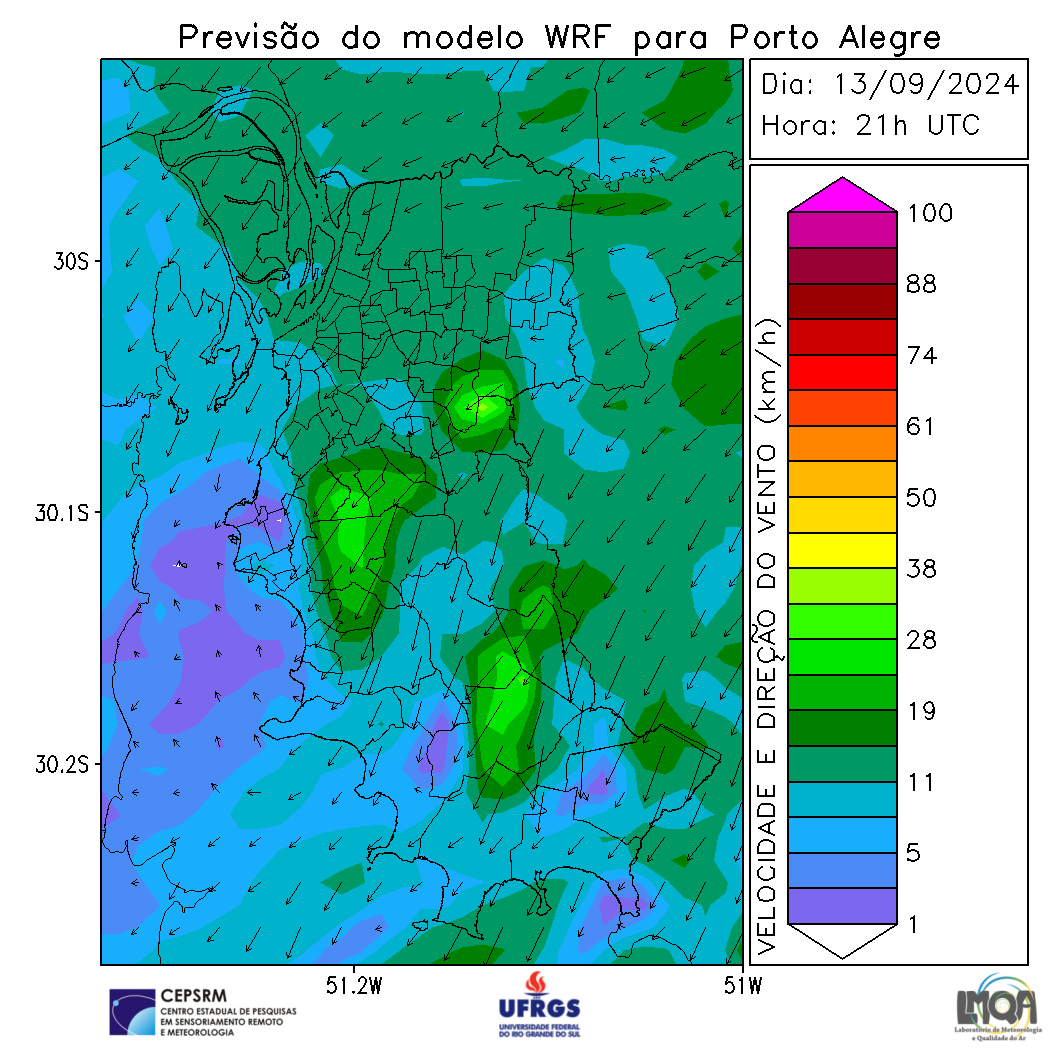 Previsão do modelo WRF para Porto Alegre
Dia: 13/09/2024
Hora: 21h UTC
30S
30.1S
30.2S
51.2W
51W
VELOCIDADE E DIREÇÃO DO VENTO (km/h)
100
88
74
61
50
38
28
19
11
5
1
CEPSRM
CENTRO ESTADUAL DE PESQUISAS
EM SENSORIAMENTO REMOTO
E METEOROLOGIA
UFRGS
UNIVERSIDADE FEDERAL
DO RIO GRANDE DO SUL
LMQA
Laboratório de Meteorologia
e Qualidade do Ar